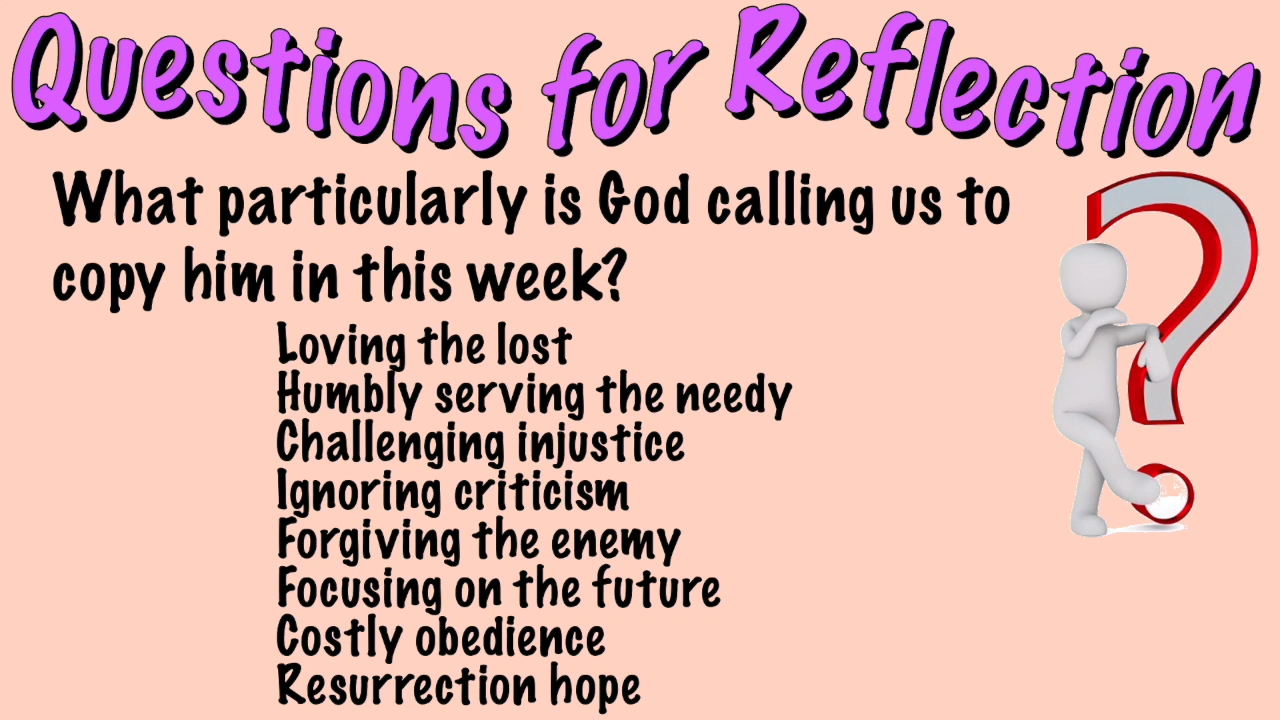 Questions for Reflection
What particularly is God calling us to
copy him in this week?
Loving the lost
Humbly serving the needy
Challenging injustice
Ignoring criticism
Forgiving the enemy
Focusing on the future
Costly obedience
Resurrection hope